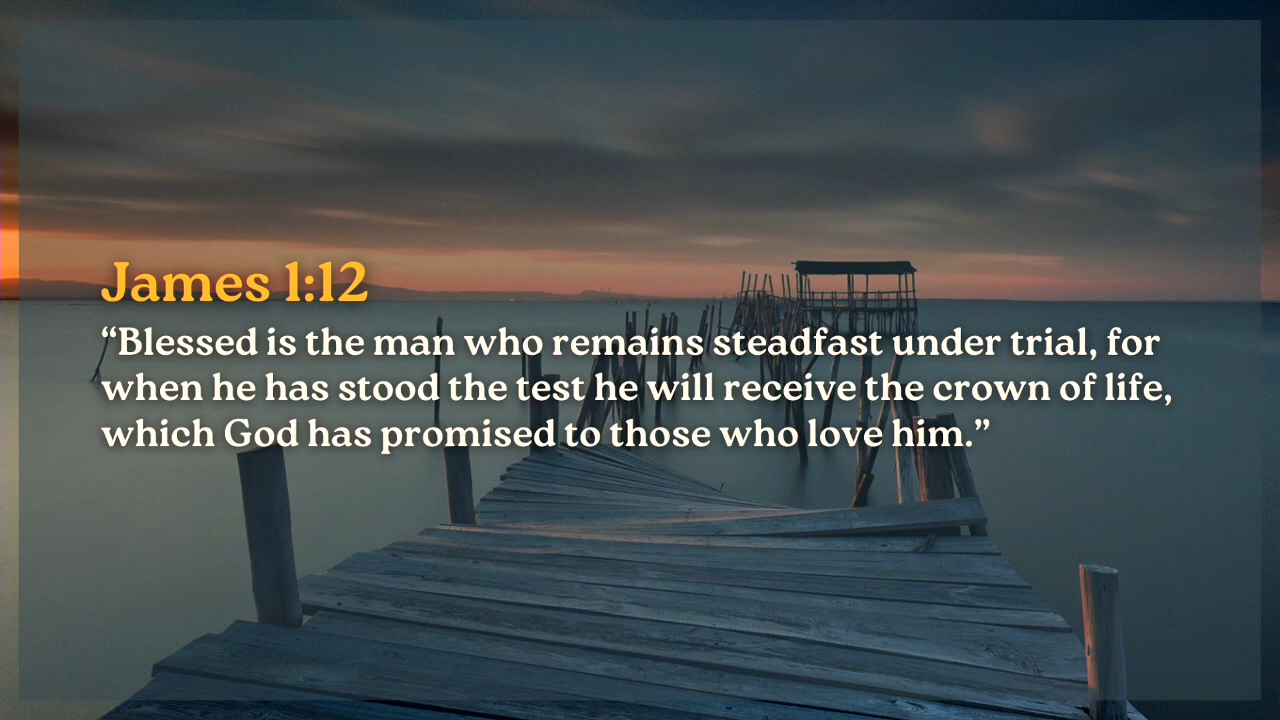 James 1:12
“Blessed is the man who remains steadfast under trial, for
when he has stood the test he will receive the crown of life,
which God has promised to those who love him.”